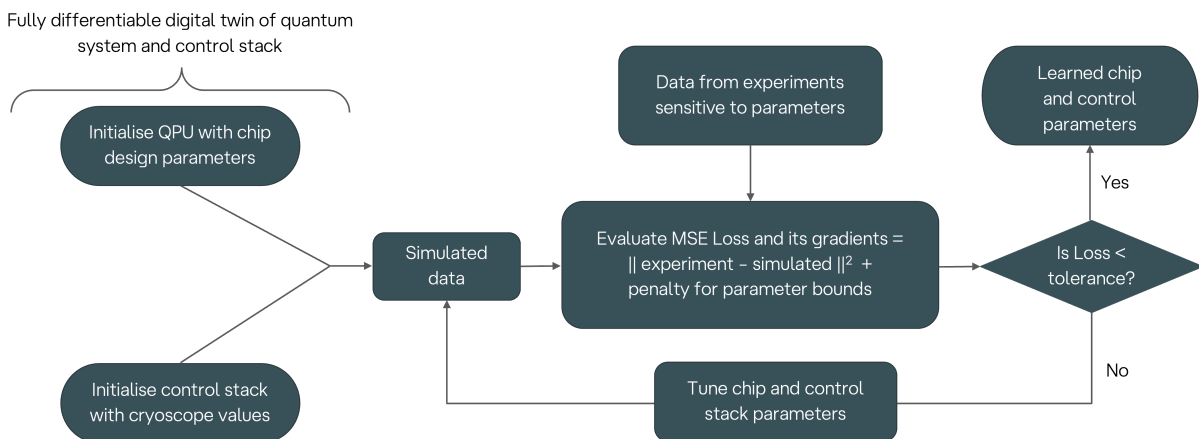 Fully differentiable digital twin of quantum
system and control stack
Initialise QPU with chip
design parameters
Initialise control stack
with cryoscope values
Simulated
data
Data from experiments
sensitive to parameters
Evaluate MSE Loss and its gradients =
|| experiment – simulated ||² +
penalty for parameter bounds
Is Loss <
tolerance?
Yes
Learned chip
and control
parameters
No
Tune chip and control
stack parameters